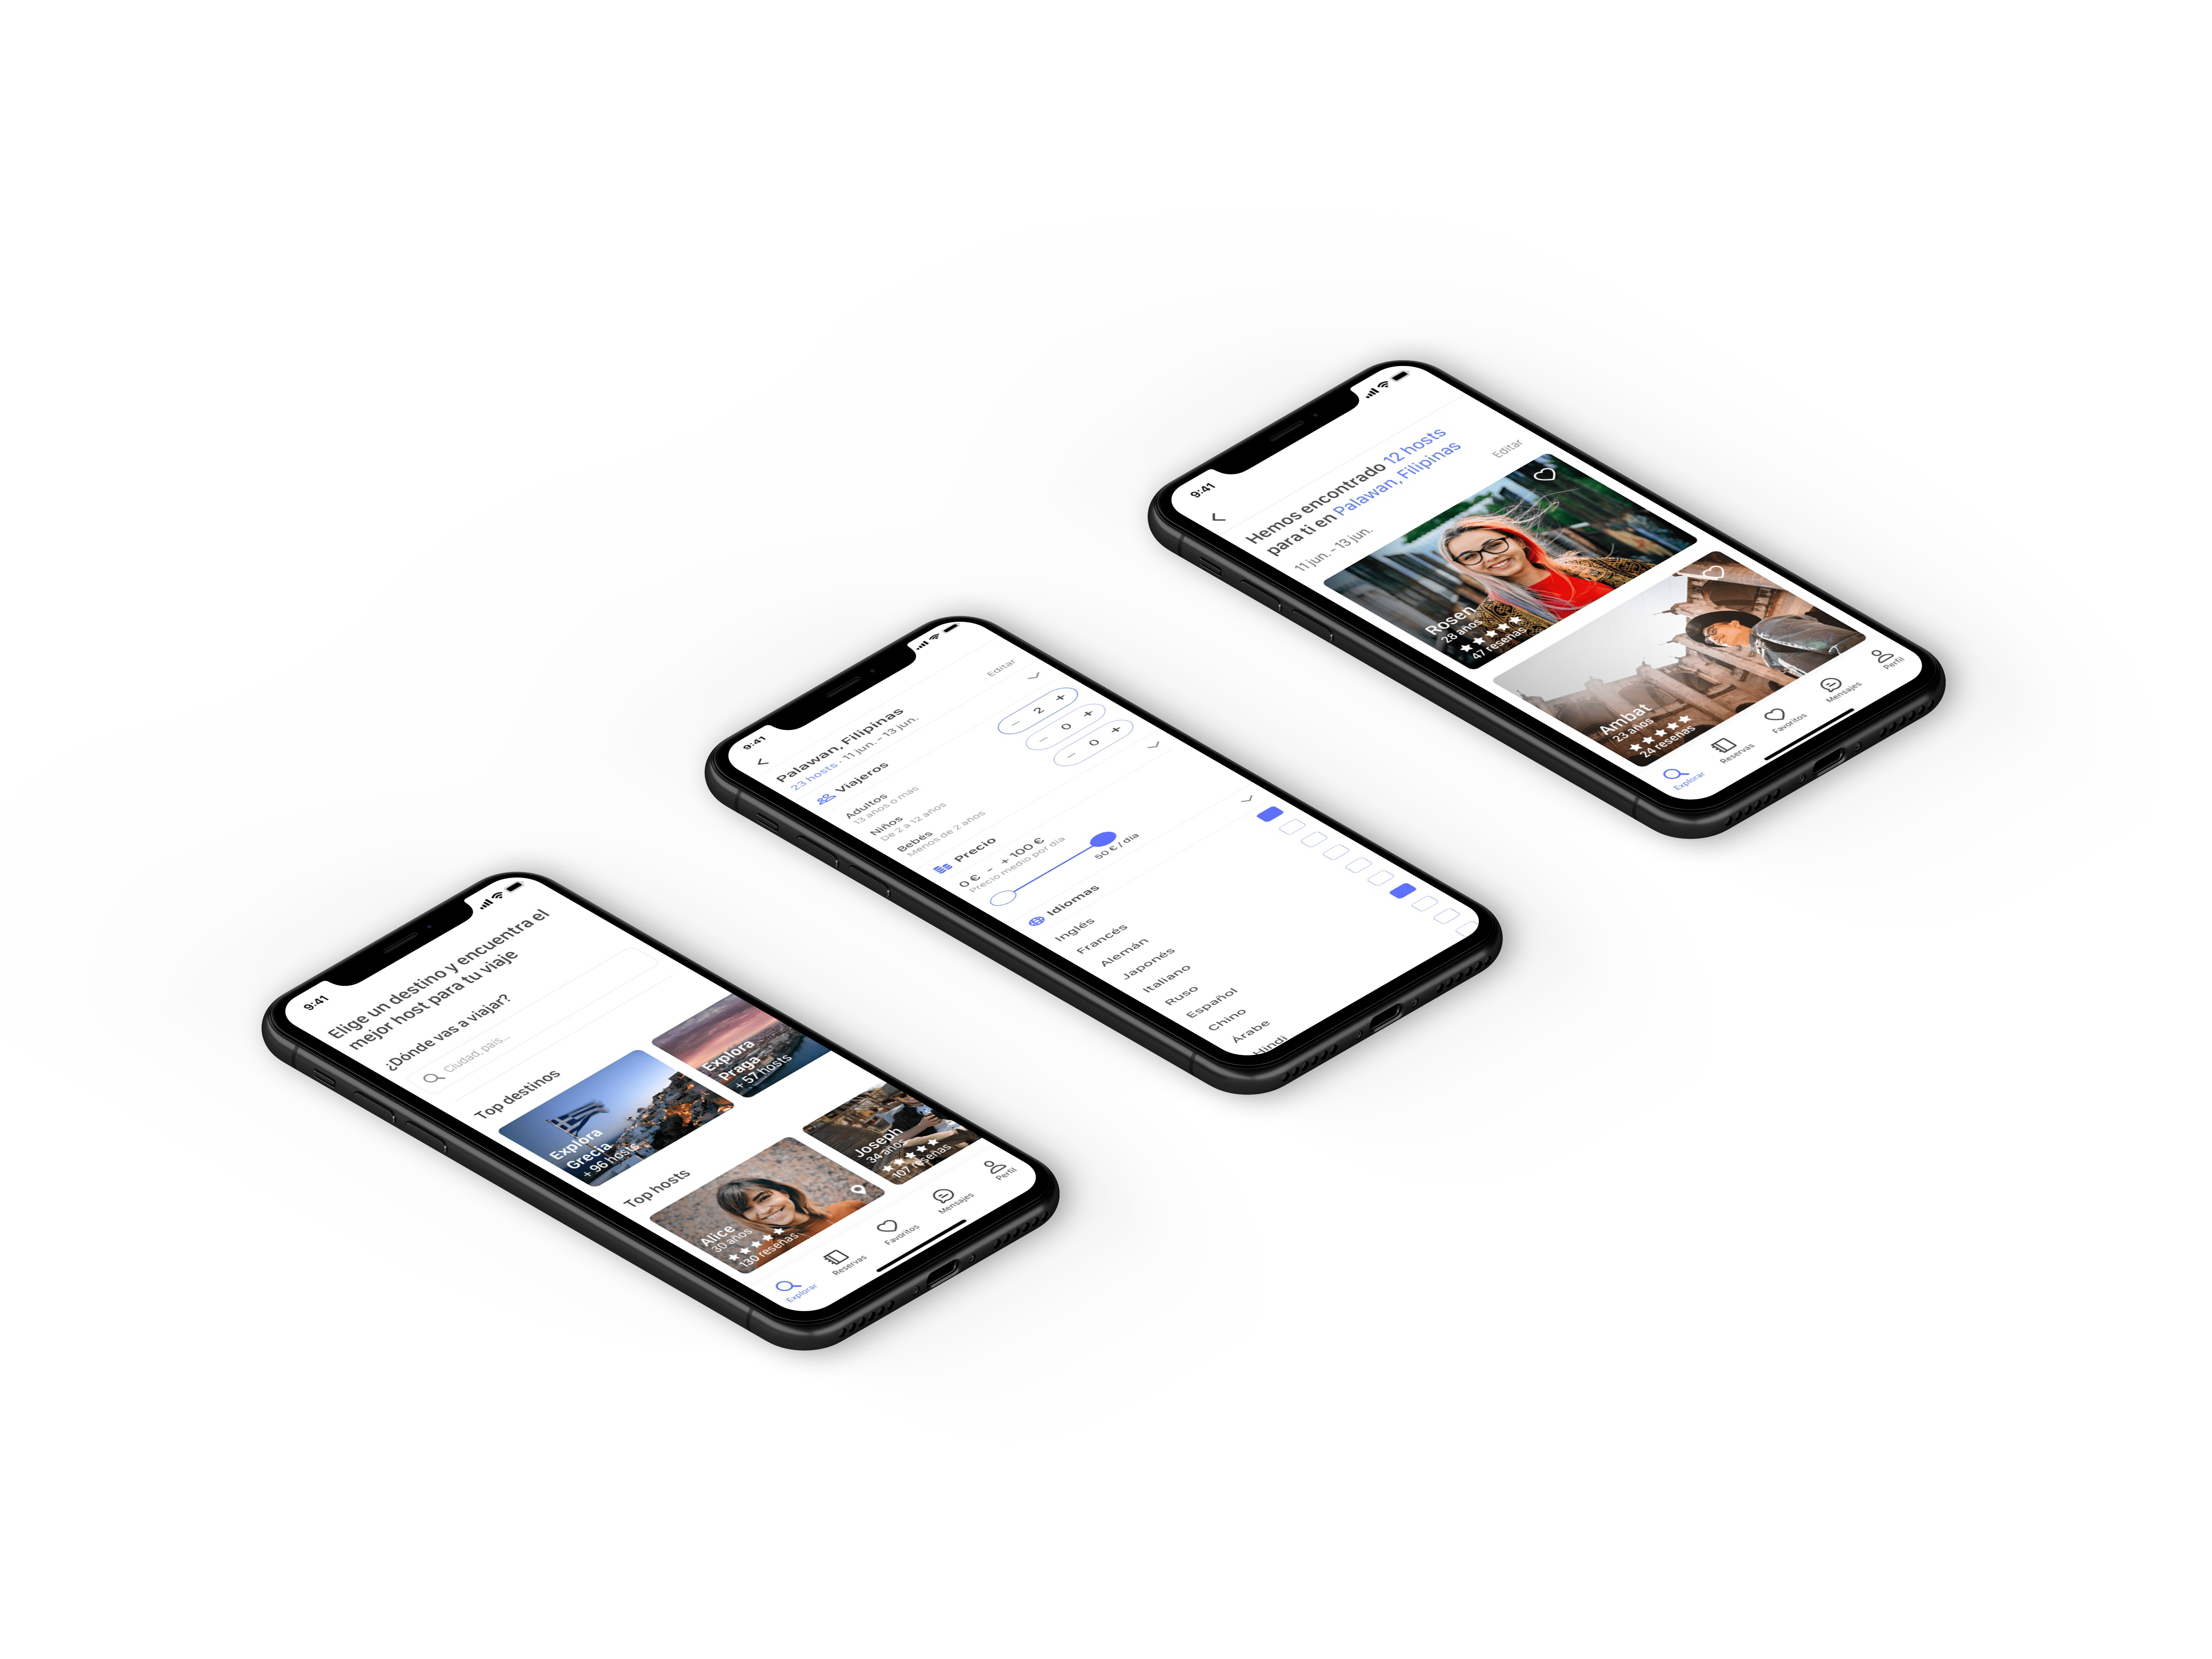 9:41
Elige un destino y encuentra el
mejor host para tu viaje
¿Dónde vas a viajar?
Ciudad, país...
Top destinos
Explora
Grecia
+ 96 hosts
Explora
Praga
+ 57 hosts
Top hosts
Alice
30 años
130 reseñas
Joseph
34 años
107 reseñas
Explorar
Reservas
Favoritos
Mensajes
Perfil
9:41
Editar
Palawan, Filipinas
23 hosts · 11 jun. - 13 jun.
Viajeros
Adultos
13 años o más
− 2 +
Niños
De 2 a 12 años
− 0 +
Bebés
Menos de 2 años
− 0 +
Precio
0 € - + 100 €
Precio medio por día
50 € / día
Idiomas
Inglés
Francés
Alemán
Japonés
Italiano
Ruso
Español
Chino
Árabe
Hindi
9:41
Hemos encontrado 12 hosts
para ti en Palawan, Filipinas
11 jun. - 13 jun.
Editar
Rosen
28 años
47 reseñas
Ambat
23 años
24 reseñas
Explorar
Reservas
Favoritos
Mensajes
Perfil